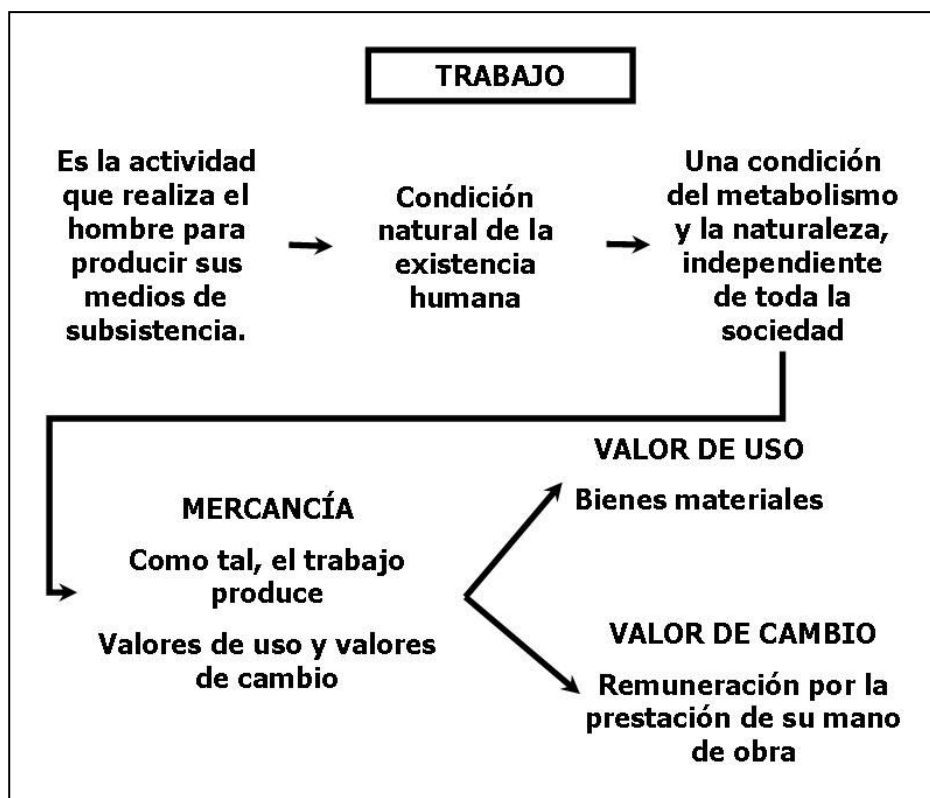 TRABAJO
Es la actividad
que realiza el
hombre para
producir sus
medios de
subsistencia.
Condición
natural de la
existencia
humana
Una condición
del metabolismo
y la naturaleza,
independiente
de toda la
sociedad
MERCANCÍA
Como tal, el trabajo
produce
Valores de uso y valores
de cambio
VALOR DE USO
Bienes materiales
VALOR DE CAMBIO
Remuneración por la
prestación de su mano
de obra